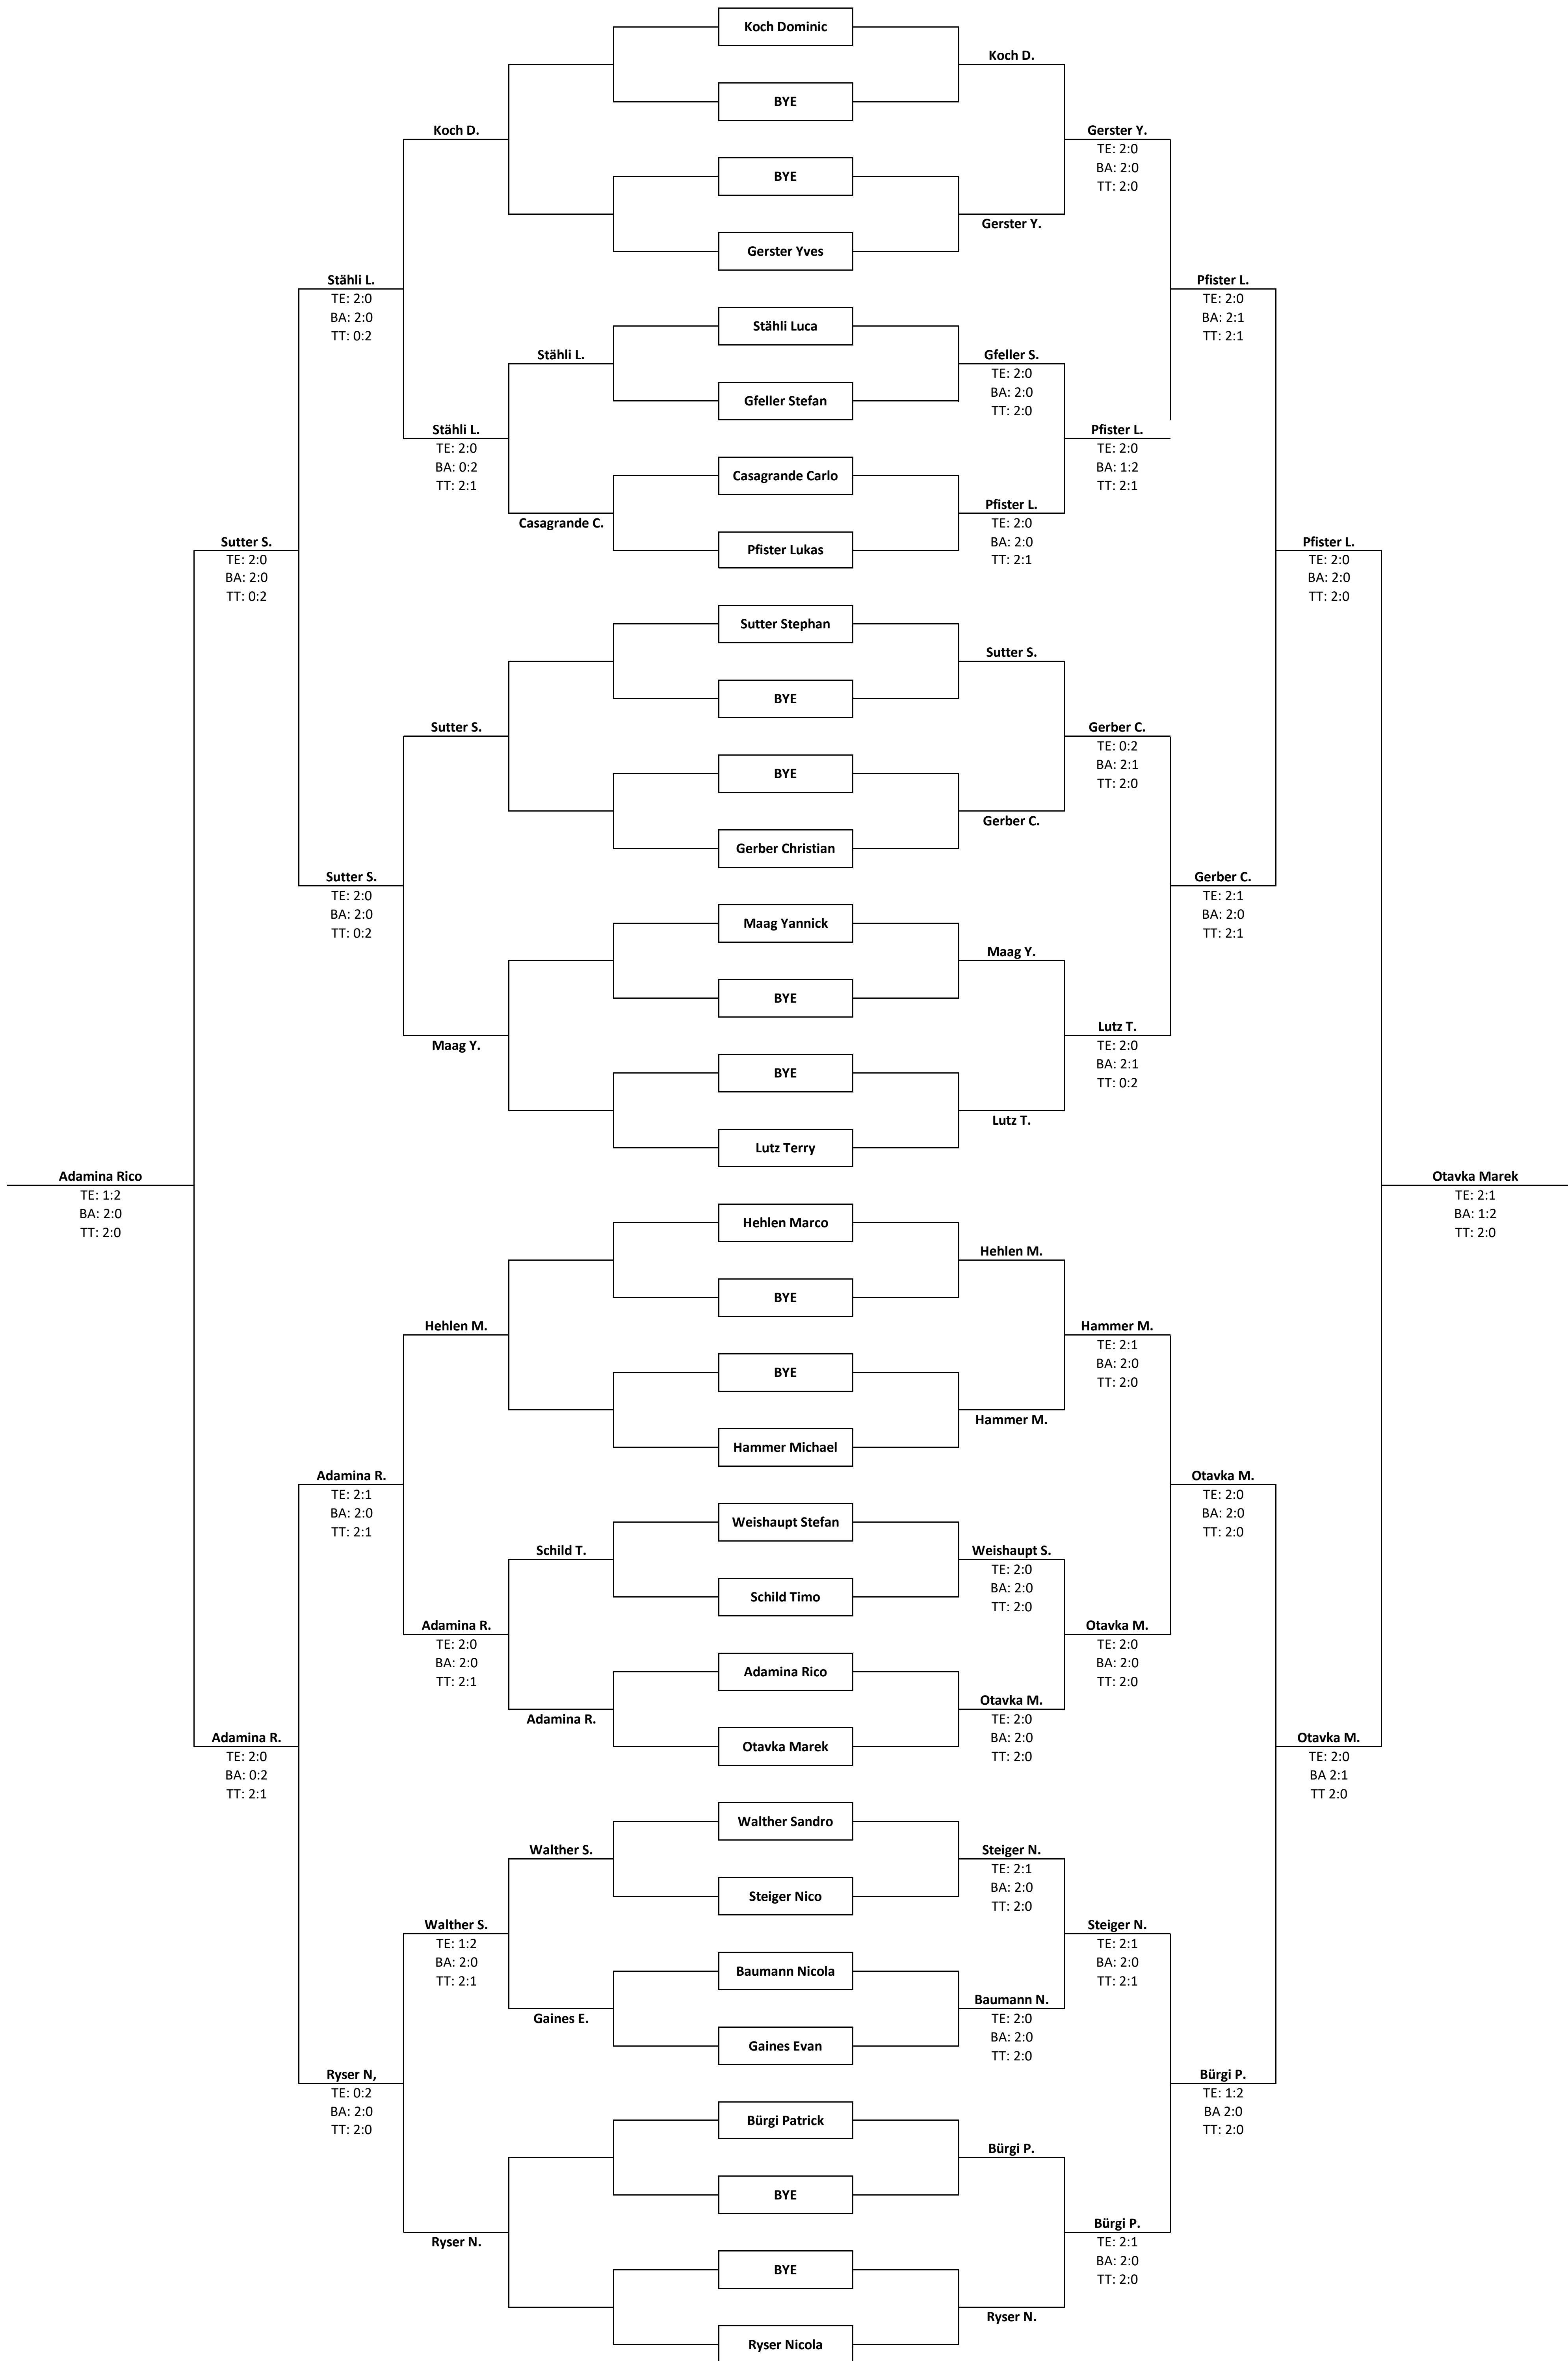 Koch Dominic
Koch D.
BYE
Koch D.
Gerster Y.
TE: 2:0
BA: 2:0
TT: 2:0
BYE
Gerster Y.
Gerster Yves
Stähli L.
TE: 2:0
BA: 2:0
TT: 0:2
Pfister L.
TE: 2:0
BA: 2:1
TT: 2:1
Stähli Luca
Stähli L.
Gfeller S.
TE: 2:0
BA: 2:0
TT: 2:0
Gfeller Stefan
Stähli L.
TE: 2:0
BA: 0:2
TT: 2:1
Pfister L.
TE: 2:0
BA: 1:2
TT: 2:1
Casagrande Carlo
Casagrande C.
Pfister L.
TE: 2:0
BA: 2:0
TT: 2:1
Pfister Lukas
Sutter S.
TE: 2:0
BA: 2:0
TT: 0:2
Pfister L.
TE: 2:0
BA: 2:0
TT: 2:0
Sutter Stephan
Sutter S.
BYE
Sutter S.
Gerber C.
TE: 0:2
BA: 2:1
TT: 2:0
BYE
Gerber C.
Gerber Christian
Sutter S.
TE: 2:0
BA: 2:0
TT: 0:2
Gerber C.
TE: 2:1
BA: 2:0
TT: 2:1
Maag Yannick
Maag Y.
BYE
Maag Y.
Lutz T.
TE: 2:0
BA: 2:1
TT: 0:2
BYE
Lutz T.
Lutz Terry
Adamina Rico
TE: 1:2
BA: 2:0
TT: 2:0
Otavka Marek
TE: 2:1
BA: 1:2
TT: 2:0
Hehlen Marco
Hehlen M.
BYE
Hehlen M.
Hammer M.
TE: 2:1
BA: 2:0
TT: 2:0
BYE
Hammer M.
Hammer Michael
Adamina R.
TE: 2:1
BA: 2:0
TT: 2:1
Otavka M.
TE: 2:0
BA: 2:0
TT: 2:0
Weishaupt Stefan
Schild T.
Weishaupt S.
TE: 2:0
BA: 2:0
TT: 2:0
Schild Timo
Adamina R.
TE: 2:0
BA: 2:0
TT: 2:1
Otavka M.
TE: 2:0
BA: 2:0
TT: 2:0
Adamina Rico
Adamina R.
Otavka M.
TE: 2:0
BA: 2:0
TT: 2:0
Otavka Marek
Adamina R.
TE: 2:0
BA: 0:2
TT: 2:1
Otavka M.
TE: 2:0
BA 2:1
TT 2:0
Walther Sandro
Walther S.
Steiger N.
TE: 2:1
BA: 2:0
TT: 2:0
Steiger Nico
Walther S.
TE: 1:2
BA: 2:0
TT: 2:1
Steiger N.
TE: 2:1
BA: 2:0
TT: 2:1
Baumann Nicola
Gaines E.
Baumann N.
TE: 2:0
BA: 2:0
TT: 2:0
Gaines Evan
Ryser N,
TE: 0:2
BA: 2:0
TT: 2:0
Bürgi P.
TE: 1:2
BA 2:0
TT: 2:0
Bürgi Patrick
Bürgi P.
BYE
Ryser N.
Bürgi P.
TE: 2:1
BA: 2:0
TT: 2:0
BYE
Ryser N.
Ryser Nicola